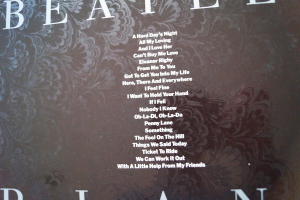 BEATLE
A Hard Day's Night
All My Loving
And I Love Her
Can't Buy Me Love
Eleanor Rigby
From Me To You
Got To Get You Into My Life
Here, There And Everywhere
I Feel Fine
I Want To Hold Your Hand
If I Fell
Nobody I Know
Ob-La-Di, Ob-La-Da
Penny Lane
Something
The Fool On The Hill
Things We Said Today
Ticket To Ride
We Can Work It Out
With A Little Help From My Friends
PIAN